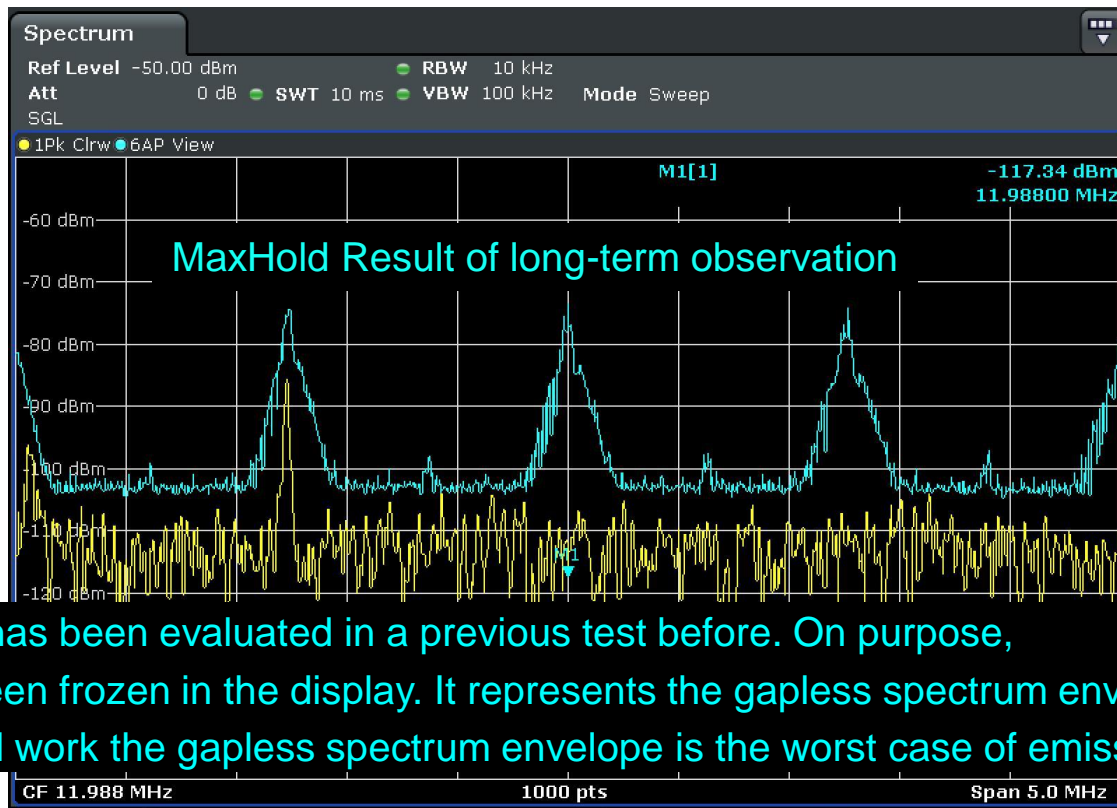 Spectrum
Ref Level -50.00 dBm RBW 10 kHz
Att 0 dB SWT 10 ms VBW 100 kHz Mode Sweep
SGL
1Pk Clrw 6AP View
M1[1] -117.34 dBm
11.98800 MHz
-60 dBm
MaxHold Result of long-term observation
-70 dBm
-80 dBm
-90 dBm
-100 dBm
-110 dBm
M1
-120 dBm
has been evaluated in a previous test before. On purpose,
een frozen in the display. It represents the gapless spectrum env
work the gapless spectrum envelope is the worst case of emiss
CF 11.988 MHz 1000 pts Span 5.0 MHz